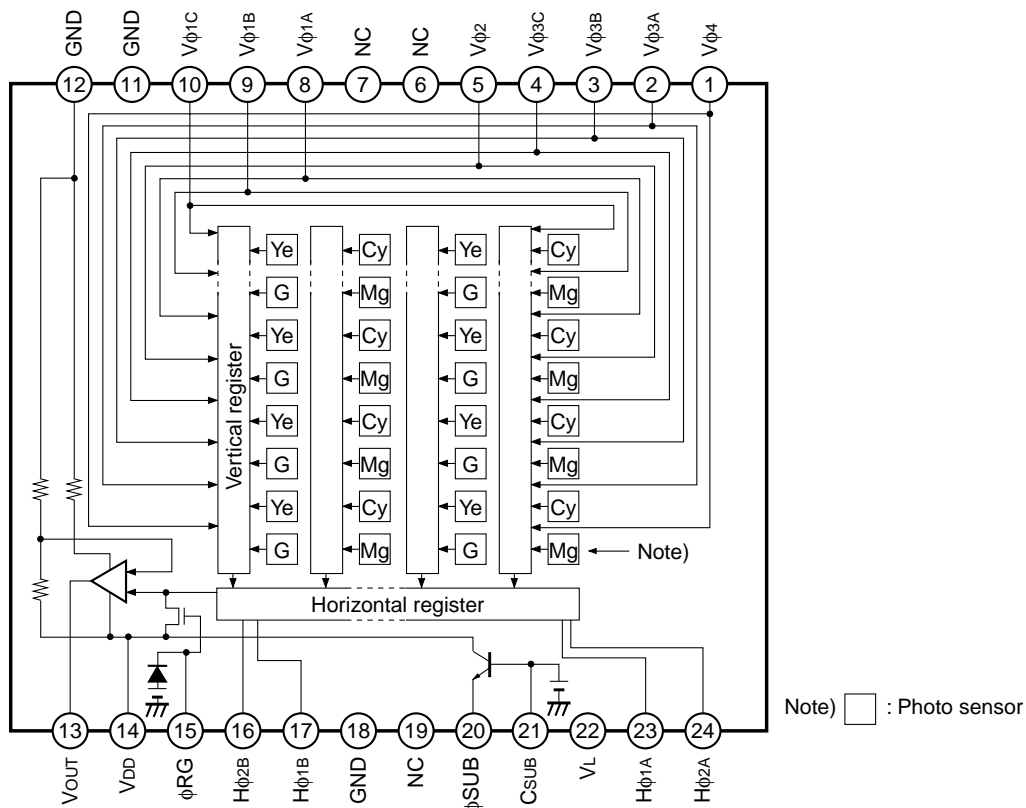 GND GND Vϕ1C Vϕ1B Vϕ1A NC NC Vϕ2 Vϕ3C Vϕ3B Vϕ3A Vϕ4
12 11 10 9 8 7 6 5 4 3 2 1
Vertical register
Ye Cy Ye Cy
G Mg G Mg
Ye Cy Ye Cy
G Mg G Mg
Ye Cy Ye Cy
G Mg G Mg
Ye Cy Ye Cy
G Mg G Mg Note)
Horizontal register
Note) : Photo sensor
13 14 15 16 17 18 19 20 21 22 23 24
VOUT VDD ϕRG Hϕ2B Hϕ1B GND NC ϕSUB CSUB VL Hϕ1A Hϕ2A